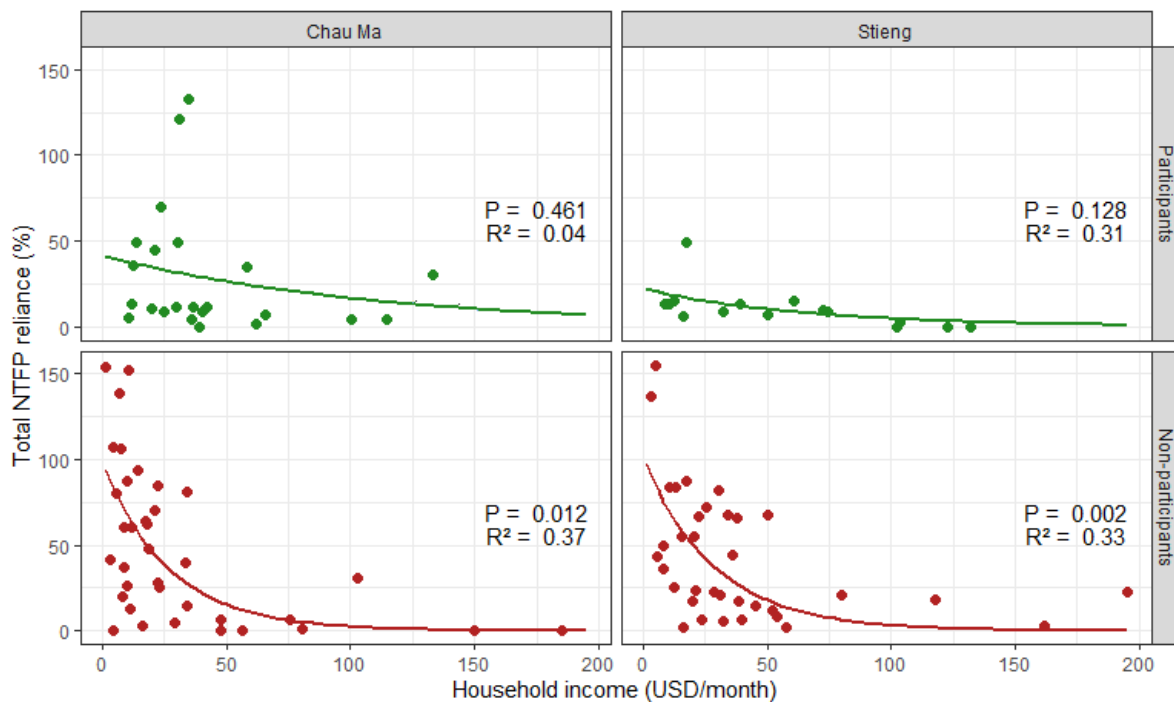 Chau Ma
Stieng
Total NTFP reliance (%)
150
100
50
0
P = 0.461
R² = 0.04
P = 0.128
R² = 0.31
Participants
150
100
50
0
P = 0.012
R² = 0.37
P = 0.002
R² = 0.33
Non-participants
0
50
100
150
200
0
50
100
150
200
Household income (USD/month)